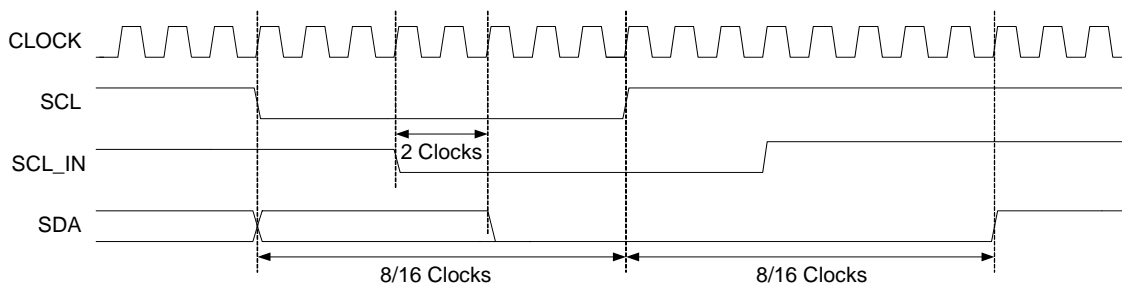 CLOCK
SCL
2 Clocks
SCL_IN
SDA
8/16 Clocks
8/16 Clocks